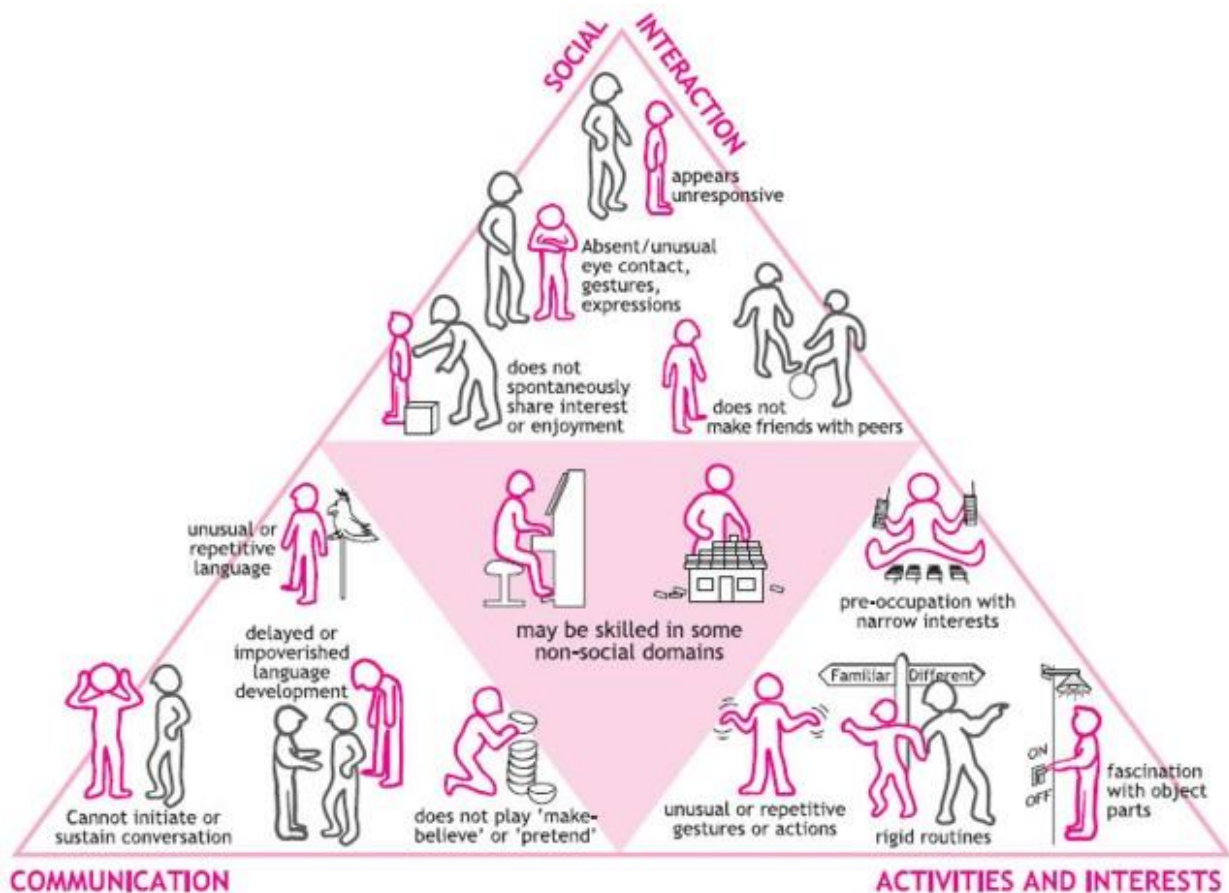 SOCIAL
INTERACTION
appears
unresponsive
Absent/unusual
eye contact,
gestures,
expressions
does not
spontaneously
share interest
or enjoyment
does not
make friends with peers
unusual or
repetitive
language
may be skilled in some
non-social domains
pre-occupation with
narrow interests
delayed or
impoverished
language
development
Familiar
Different
Cannot initiate or
sustain conversation
does not play 'make-
believe' or 'pretend'
unusual or repetitive
gestures or actions
rigid routines
ON
OFF
fascination
with object
parts
COMMUNICATION
ACTIVITIES AND INTERESTS